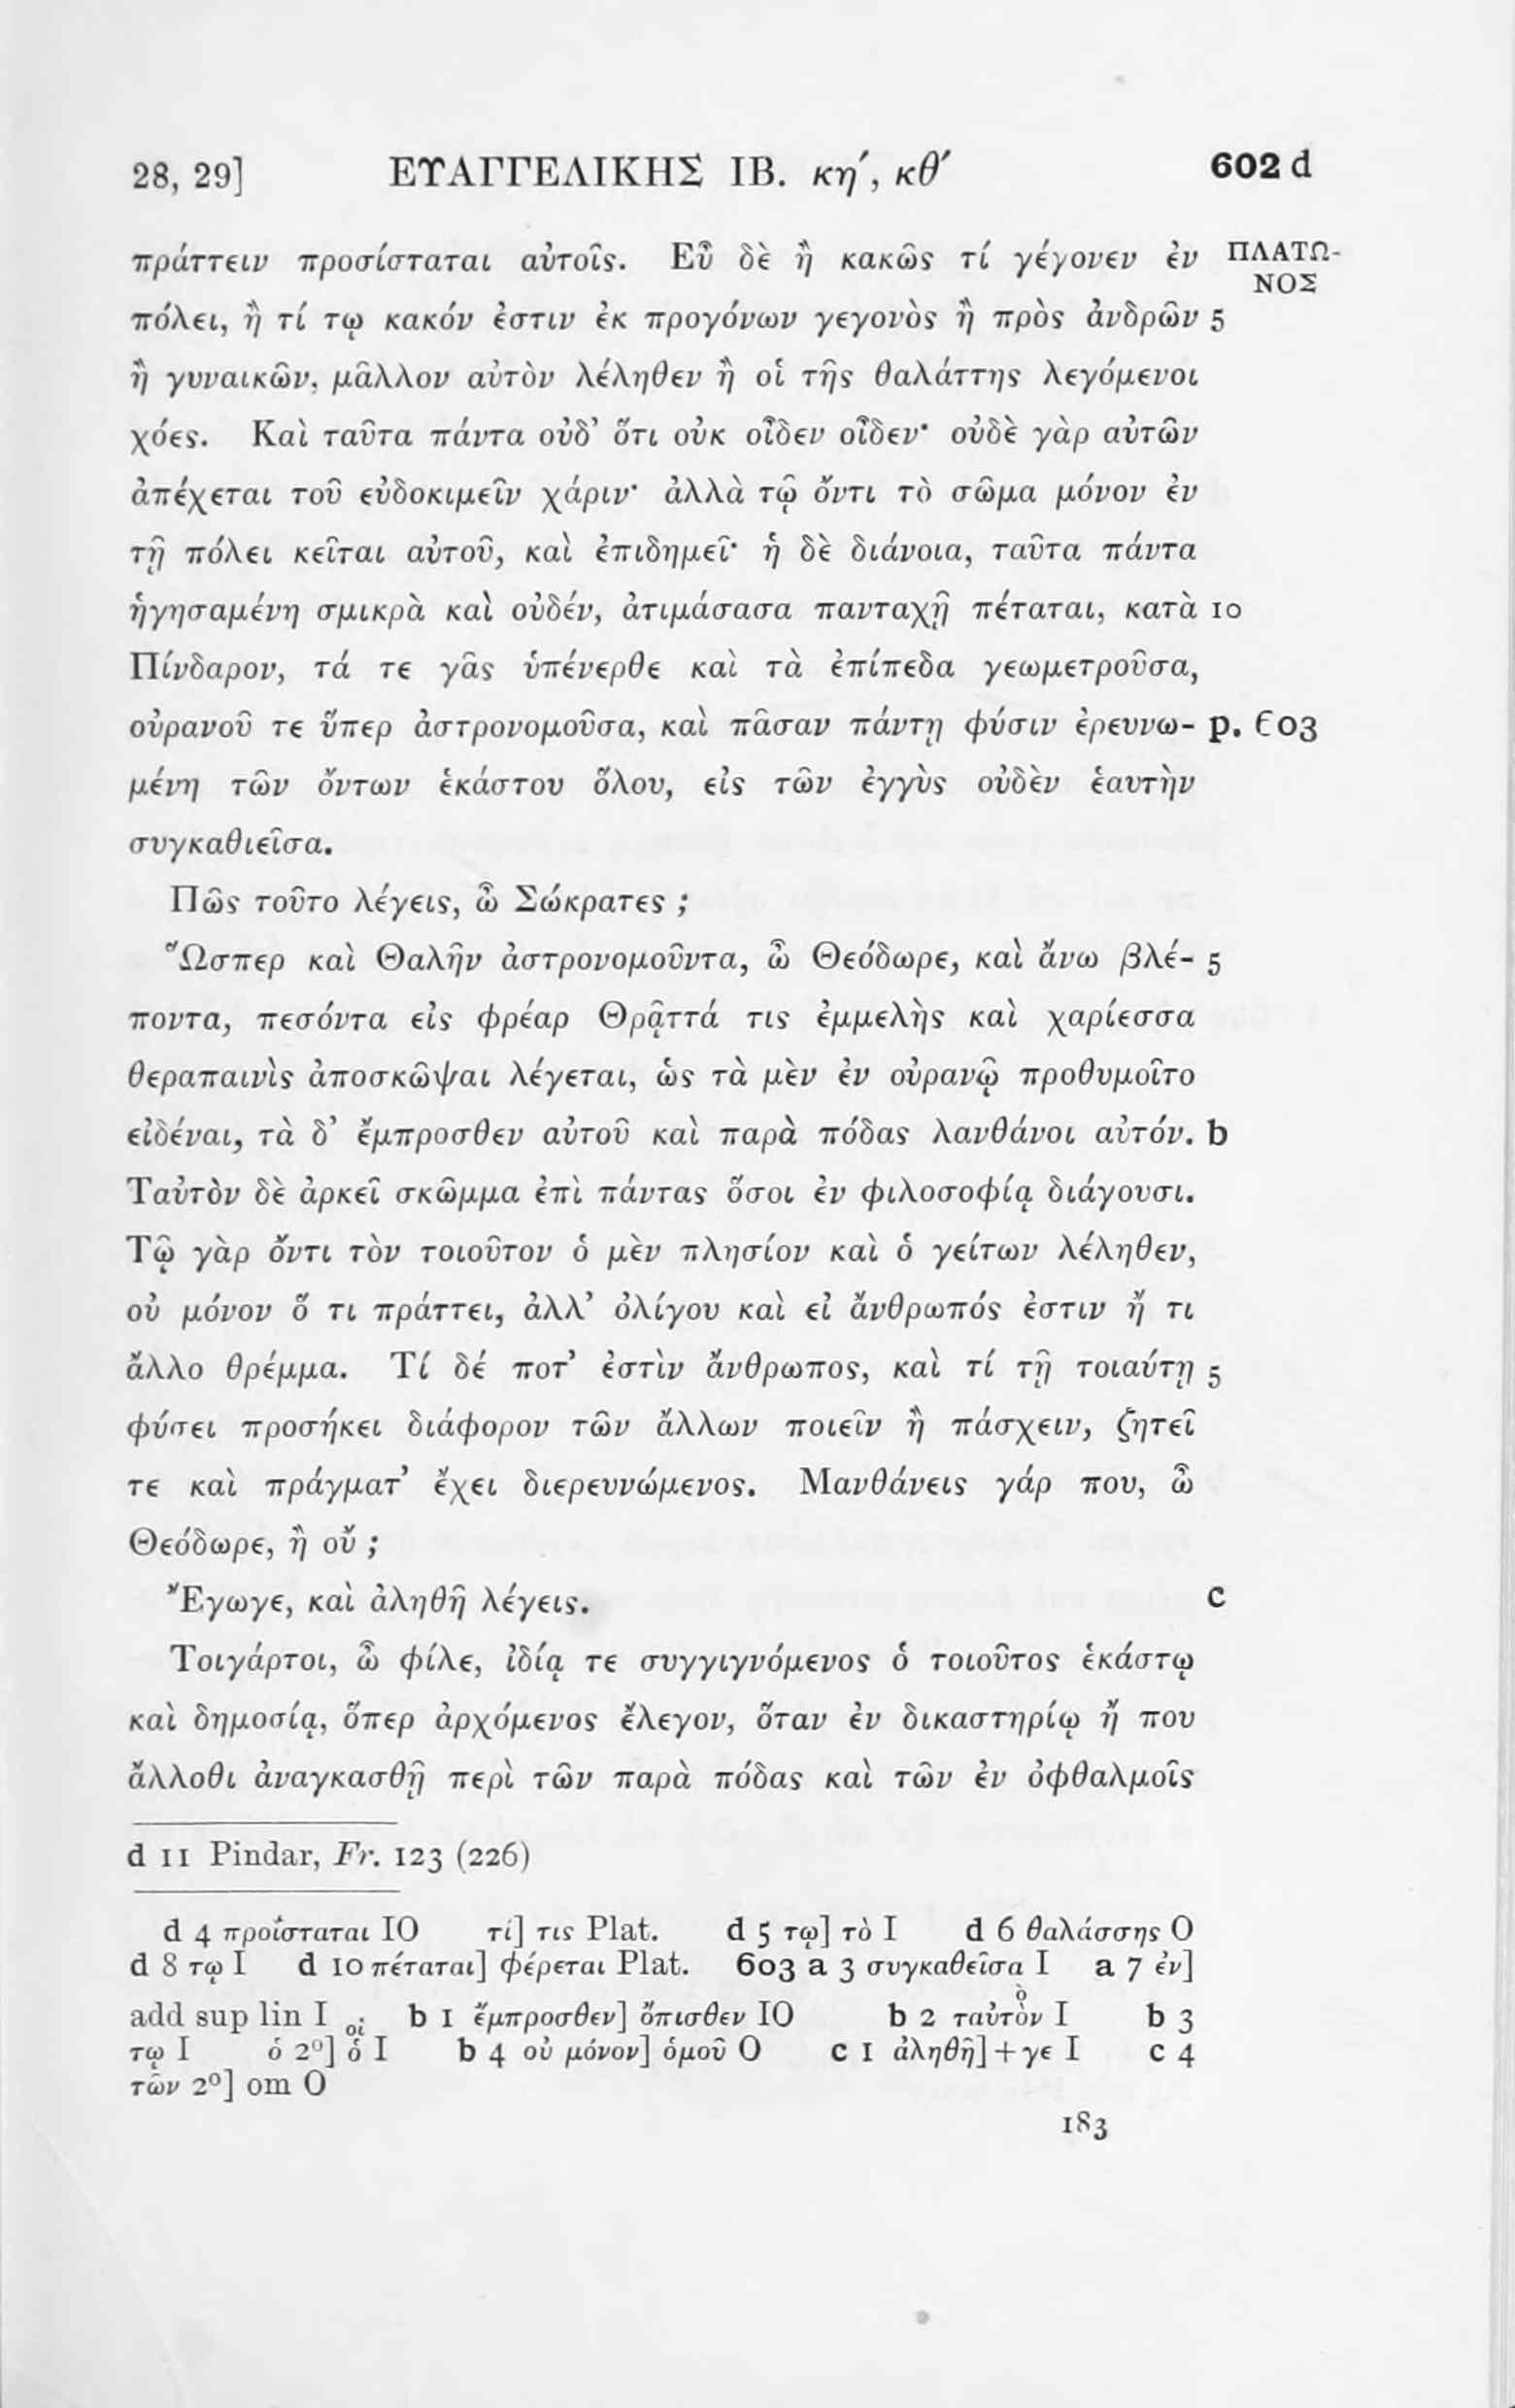 28, 29] ΕΥΑΓΓΕΛΙΚΗΣ ΙΒ. κη′, κθ′ 602 d
πράττειν προσίσταται αὐτοῖς. Εὖ δὲ ἢ κακῶς τί γέγονεν ἐν ΠΛΑΤΩ-
ΝΟΣ
πόλει, ἢ τί τῳ κακόν ἐστιν ἐκ προγόνων γεγονὸς ἢ πρὸς ἀνδρῶν 5
ἢ γυναικῶν, μᾶλλον αὐτὸν λέληθεν ἢ οἱ τῆς θαλάττης λεγόμενοι
χόες. Καὶ ταῦτα πάντα οὐδ’ ὅτι οὐκ οἶδεν οἶδεν· οὐδὲ γὰρ αὐτῶν
ἀπέχεται τοῦ εὐδοκιμεῖν χάριν· ἀλλὰ τῷ ὄντι τὸ σῶμα μόνον ἐν
τῇ πόλει κεῖται αὐτοῦ, καὶ ἐπιδημεῖ· ἡ δὲ διάνοια, ταῦτα πάντα
ἡγησαμένη σμικρὰ καὶ οὐδέν, ἀτιμάσασα πανταχῇ πέταται, κατὰ 10
Πίνδαρον, τά τε γᾶς ὑπένερθε καὶ τὰ ἐπίπεδα γεωμετροῦσα,
οὐρανοῦ τε ὕπερ ἀστρονομοῦσα, καὶ πᾶσαν πάντῃ φύσιν ἐρευνω- p. 603
μένη τῶν ὄντων ἑκάστου ὅλου, εἰς τῶν ἐγγὺς οὐδὲν ἑαυτὴν
συγκαθιεῖσα.
Πῶς τοῦτο λέγεις, ὦ Σώκρατες ;
Ὥσπερ καὶ Θαλῆν ἀστρονομοῦντα, ὦ Θεόδωρε, καὶ ἄνω βλέ- 5
ποντα, πεσόντα εἰς φρέαρ Θρᾷττά τις ἐμμελὴς καὶ χαρίεσσα
θεραπαινὶς ἀποσκῶψαι λέγεται, ὡς τὰ μὲν ἐν οὐρανῷ προθυμοῖτο
εἰδέναι, τὰ δ’ ἔμπροσθεν αὐτοῦ καὶ παρὰ πόδας λανθάνοι αὐτόν. b
Ταὐτὸν δὲ ἀρκεῖ σκῶμμα ἐπὶ πάντας ὅσοι ἐν φιλοσοφίᾳ διάγουσι.
Τῷ γὰρ ὄντι τὸν τοιοῦτον ὁ μὲν πλησίον καὶ ὁ γείτων λέληθεν,
οὐ μόνον ὅ τι πράττει, ἀλλ’ ὀλίγου καὶ εἰ ἄνθρωπός ἐστιν ἤ τι
ἄλλο θρέμμα. Τί δέ ποτ’ ἐστὶν ἄνθρωπος, καὶ τί τῇ τοιαύτῃ 5
φύσει προσήκει διάφορον τῶν ἄλλων ποιεῖν ἢ πάσχειν, ζητεῖ
τε καὶ πράγματ’ ἔχει διερευνώμενος. Μανθάνεις γάρ που, ὦ
Θεόδωρε, ἢ οὔ ;
Ἔγωγε, καὶ ἀληθῆ λέγεις. c
Τοιγάρτοι, ὦ φίλε, ἰδίᾳ τε συγγιγνόμενος ὁ τοιοῦτος ἑκάστῳ
καὶ δημοσίᾳ, ὅπερ ἀρχόμενος ἔλεγον, ὅταν ἐν δικαστηρίῳ ἤ που
ἄλλοθι ἀναγκασθῇ περὶ τῶν παρὰ πόδας καὶ τῶν ἐν ὀφθαλμοῖς
d 11 Pindar, Fr. 123 (226)
d 4 προΐσταται IO τί] τις Plat. d 5 τῳ] τὸ I d 6 θαλάσσης O
d 8 τῳ I d 10 πέταται] φέρεται Plat. 603 a 3 συγκαθεῖσα I a 7 ἐν]
add sup lin I b 1 ἔμπροσθεν] ὄπισθεν IO b 2 ταὐτὸν I b 3
τῳ I ὁ 2⁰] ὁ I b 4 οὐ μόνον] ὁμοῦ O c 1 ἀληθῆ]+γε I c 4
τῶν 2⁰] om O
183